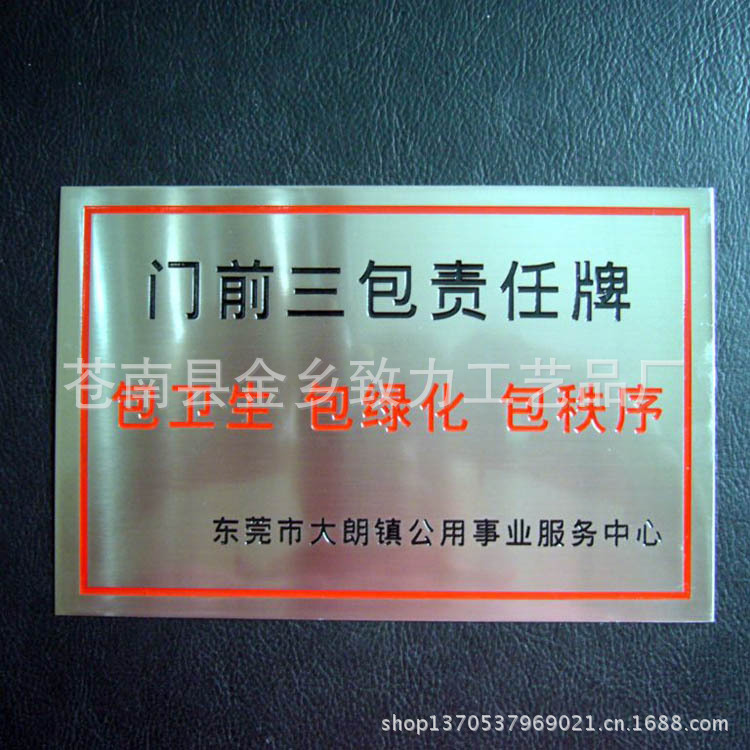 门前三包责任牌
苍南县金乡致力工艺品厂
包卫生 包绿化 包秩序
东莞市大朗镇公用事业服务中心
shop1370537969021.cn.1688.com